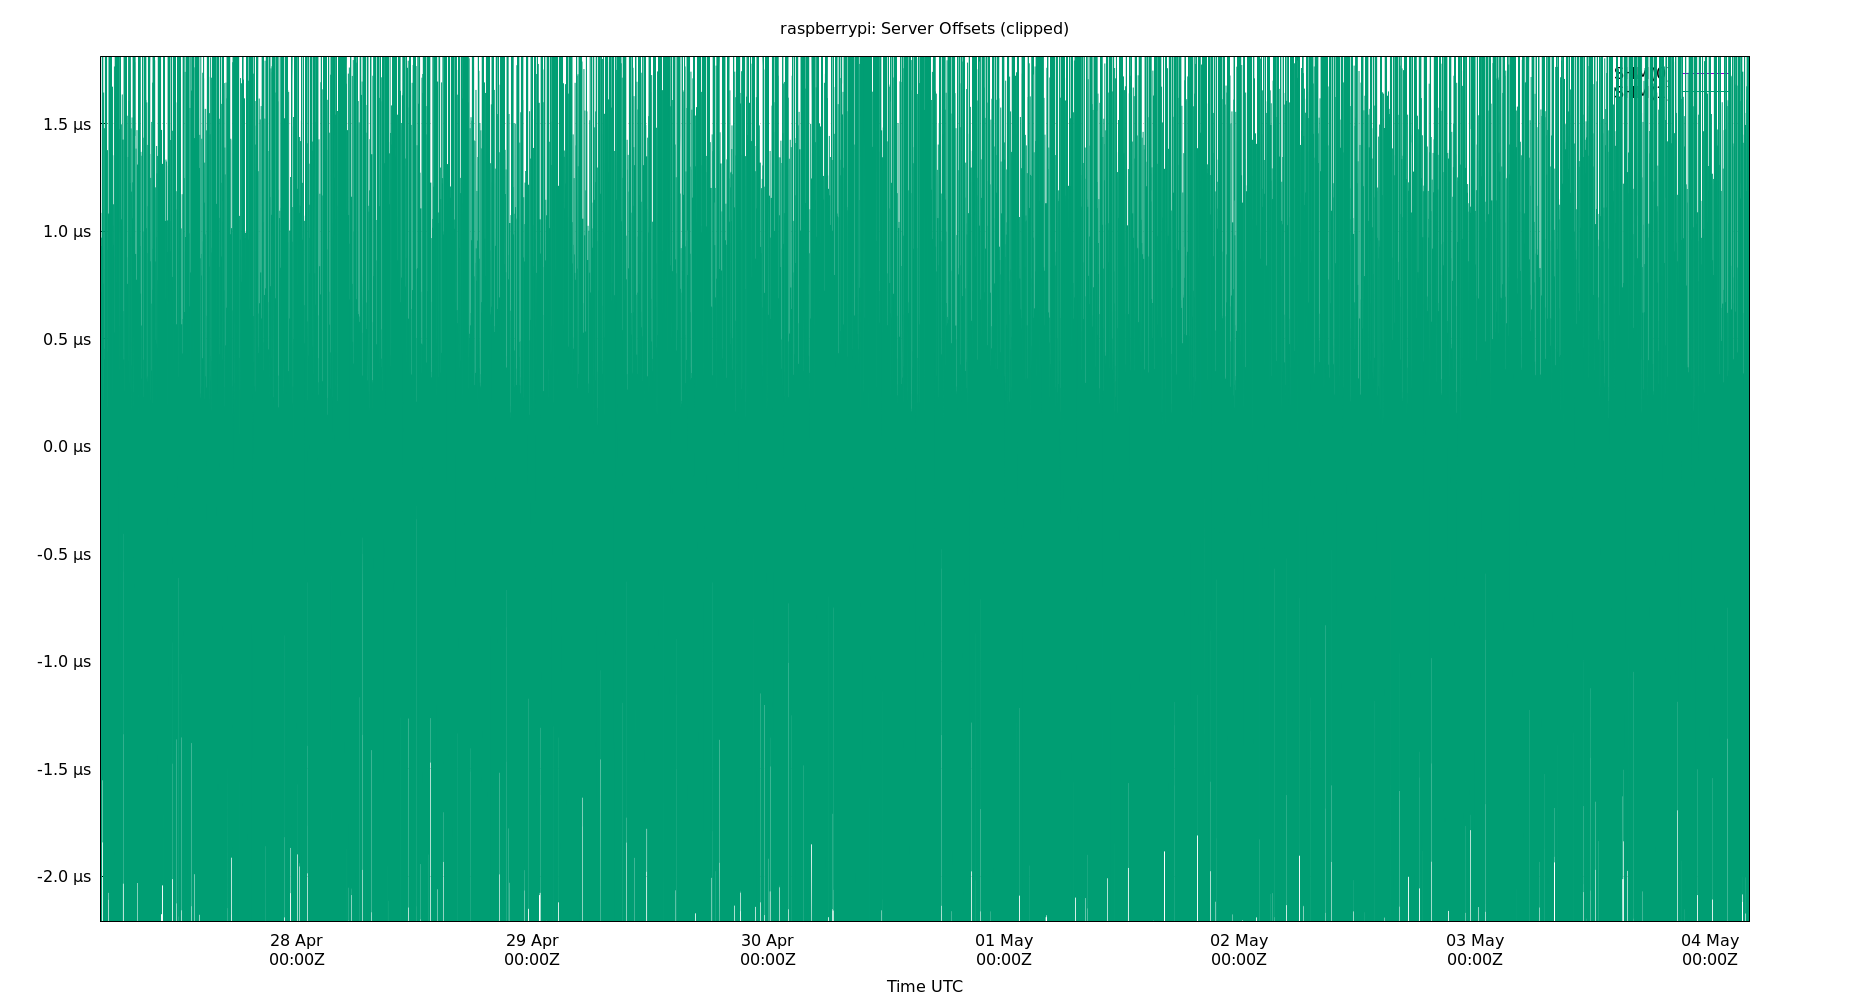 raspberrypi: Server Offsets (clipped)
1.5 µs
1.0 µs
0.5 µs
0.0 µs
-0.5 µs
-1.0 µs
-1.5 µs
-2.0 µs
28 Apr 29 Apr 30 Apr 01 May 02 May 03 May 04 May
00:00Z 00:00Z 00:00Z 00:00Z 00:00Z 00:00Z 00:00Z
Time UTC